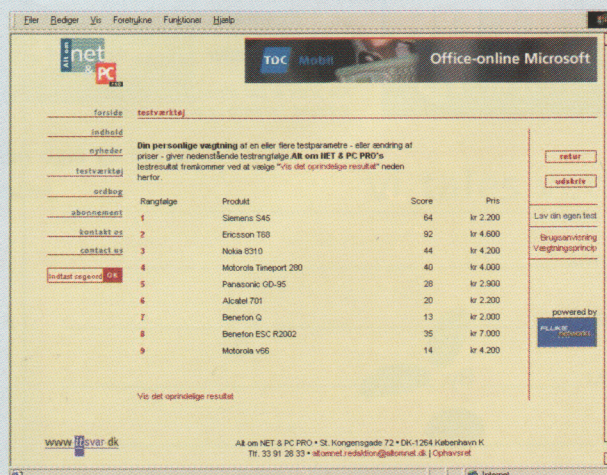 Filer Rediger Vis Foretrukne Funktioner Hjælp
Alt om net & PC PRO
TDC Mobil Office-online Microsoft
forside
indhold
nyheder
testværktøj
ordbog
abonnement
kontakt os
contact us
Indtast søgeord OK
testværktøj
Din personlige vægtning af en eller flere testparametre - eller ændring af
priser - giver nedenstående testrangfølge. Alt om NET & PC PRO's
testresultat fremkommer ved at vælge "Vis det oprindelige resultat" neden
herfor.
Rangfølge Produkt Score Pris
1 Siemens S45 64 kr 2.200
2 Ericsson T68 92 kr 4.600
3 Nokia 8310 44 kr 4.200
4 Motorola Timeport 280 40 kr 4.000
5 Panasonic GD-95 28 kr 2.900
6 Alcatel 701 20 kr 2.200
7 Benefon Q 13 kr 2.000
8 Benefon ESC R2002 35 kr 7.000
9 Motorola v66 14 kr 4.200
Vis det oprindelige resultat
retur
udskriv
Lav din egen test
Brugsanvisning
Vægtningsprincip
powered by
FLUKE networks
www itsvar dk
Alt om NET & PC PRO • St. Kongensgade 72 • DK-1264 København K
Tlf. 33 91 28 33 • altomnet.redaktion@altomnet.dk | Ophavsret
Internet